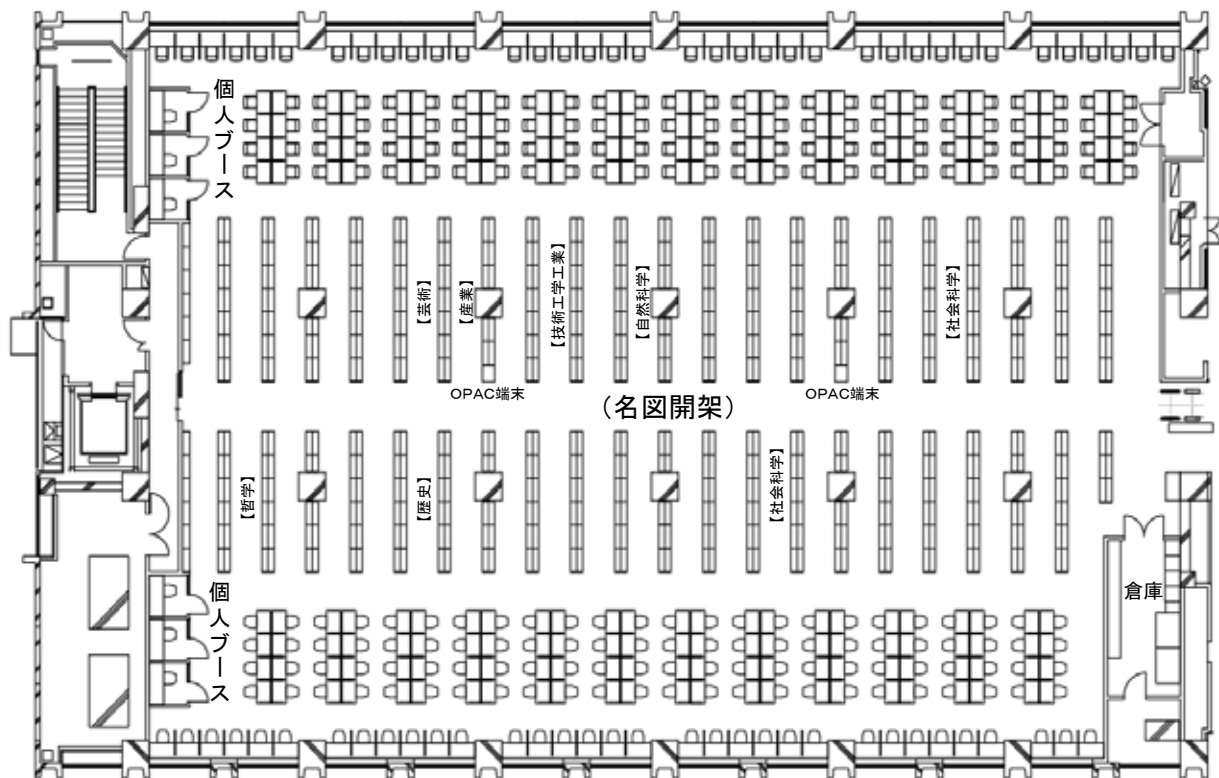 個人ブース
【芸術】
【産業】
【技術工学工業】
【自然科学】
【社会科学】
OPAC端末
OPAC端末
（名図開架）
【哲学】
【歴史】
【社会科学】
個人ブース
倉庫